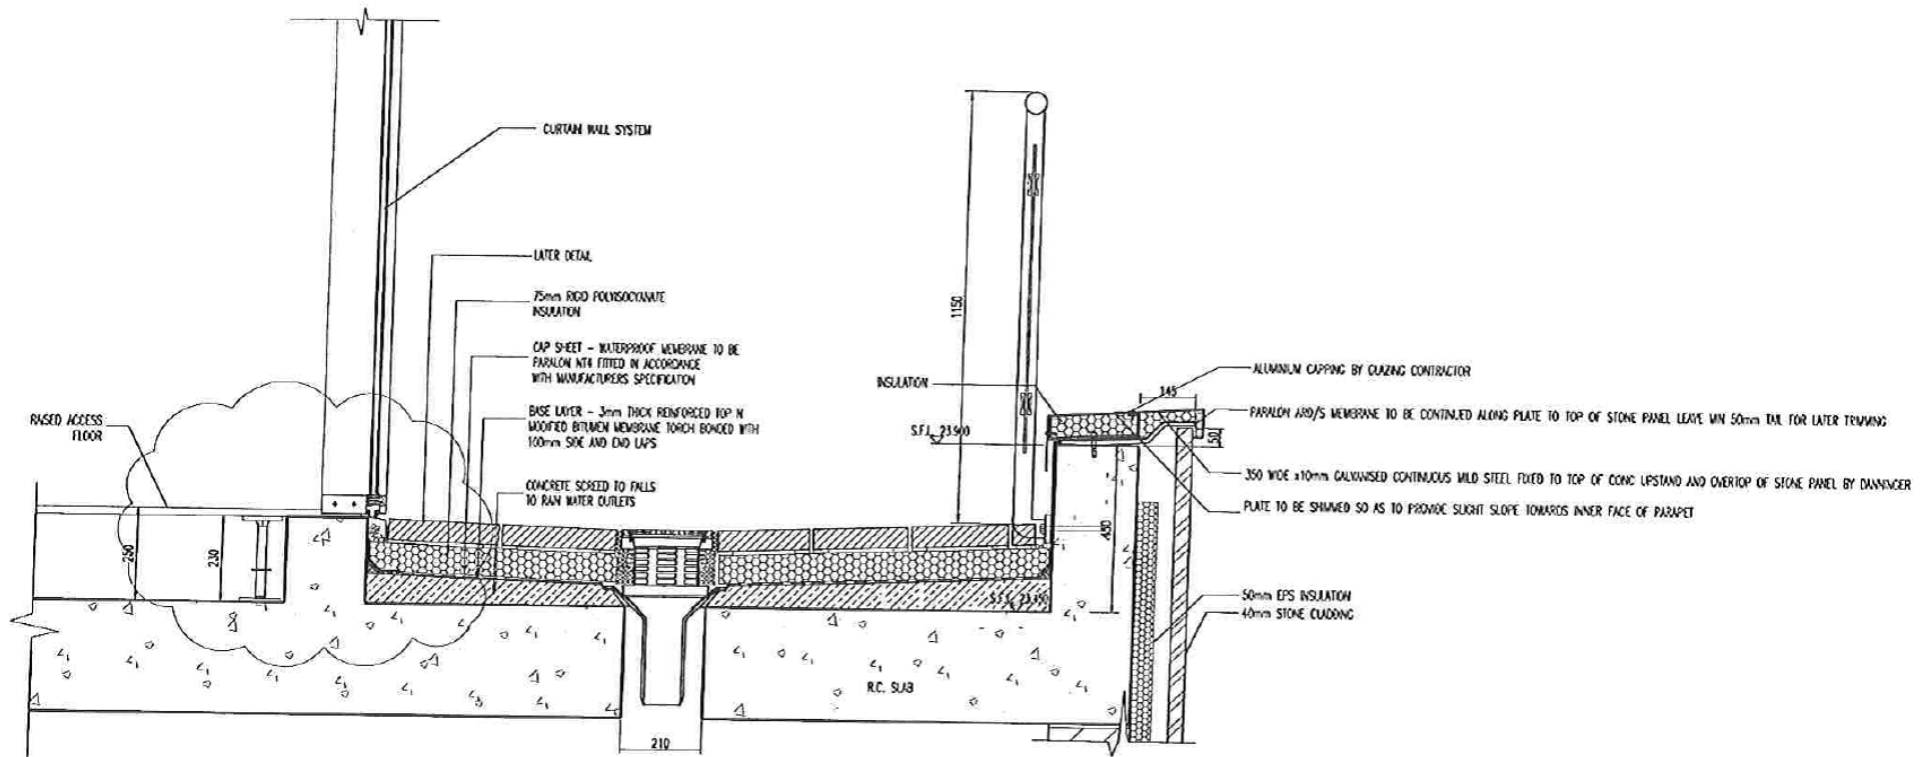 CURTAIN WALL SYSTEM
LATER DETAIL
75mm RIGID POLYISOCYANATE
INSULATION
CAP SHEET - WATERPROOF MEMBRANE TO BE
PARALON NT4 FITTED IN ACCORDANCE
WITH MANUFACTURERS SPECIFICATION
BASE LAYER - 3mm THICK REINFORCED TOP N
MODIFIED BITUMEN MEMBRANE TORCH BONDED WITH
100mm SIDE AND END LAPS
CONCRETE SCREED TO FALLS
TO RAIN WATER OUTLETS
RAISED ACCESS
FLOOR
250
230
210
1150
INSULATION
S.F.L. 23.900
145
50
450
S.F.L. 23.450
R.C. SLAB
ALUMINIUM CAPPING BY GLAZING CONTRACTOR
PARALON ARD/S MEMBRANE TO BE CONTINUED ALONG PLATE TO TOP OF STONE PANEL LEAVE MIN 50mm TAIL FOR LATER TRIMMING
350 WIDE x10mm GALVANISED CONTINUOUS MILD STEEL FIXED TO TOP OF CONC UPSTAND AND OVERTOP OF STONE PANEL BY DANNINGER
PLATE TO BE SHIMMED SO AS TO PROVIDE SLIGHT SLOPE TOWARDS INNER FACE OF PARAPET
50mm EPS INSULATION
40mm STONE CLADDING